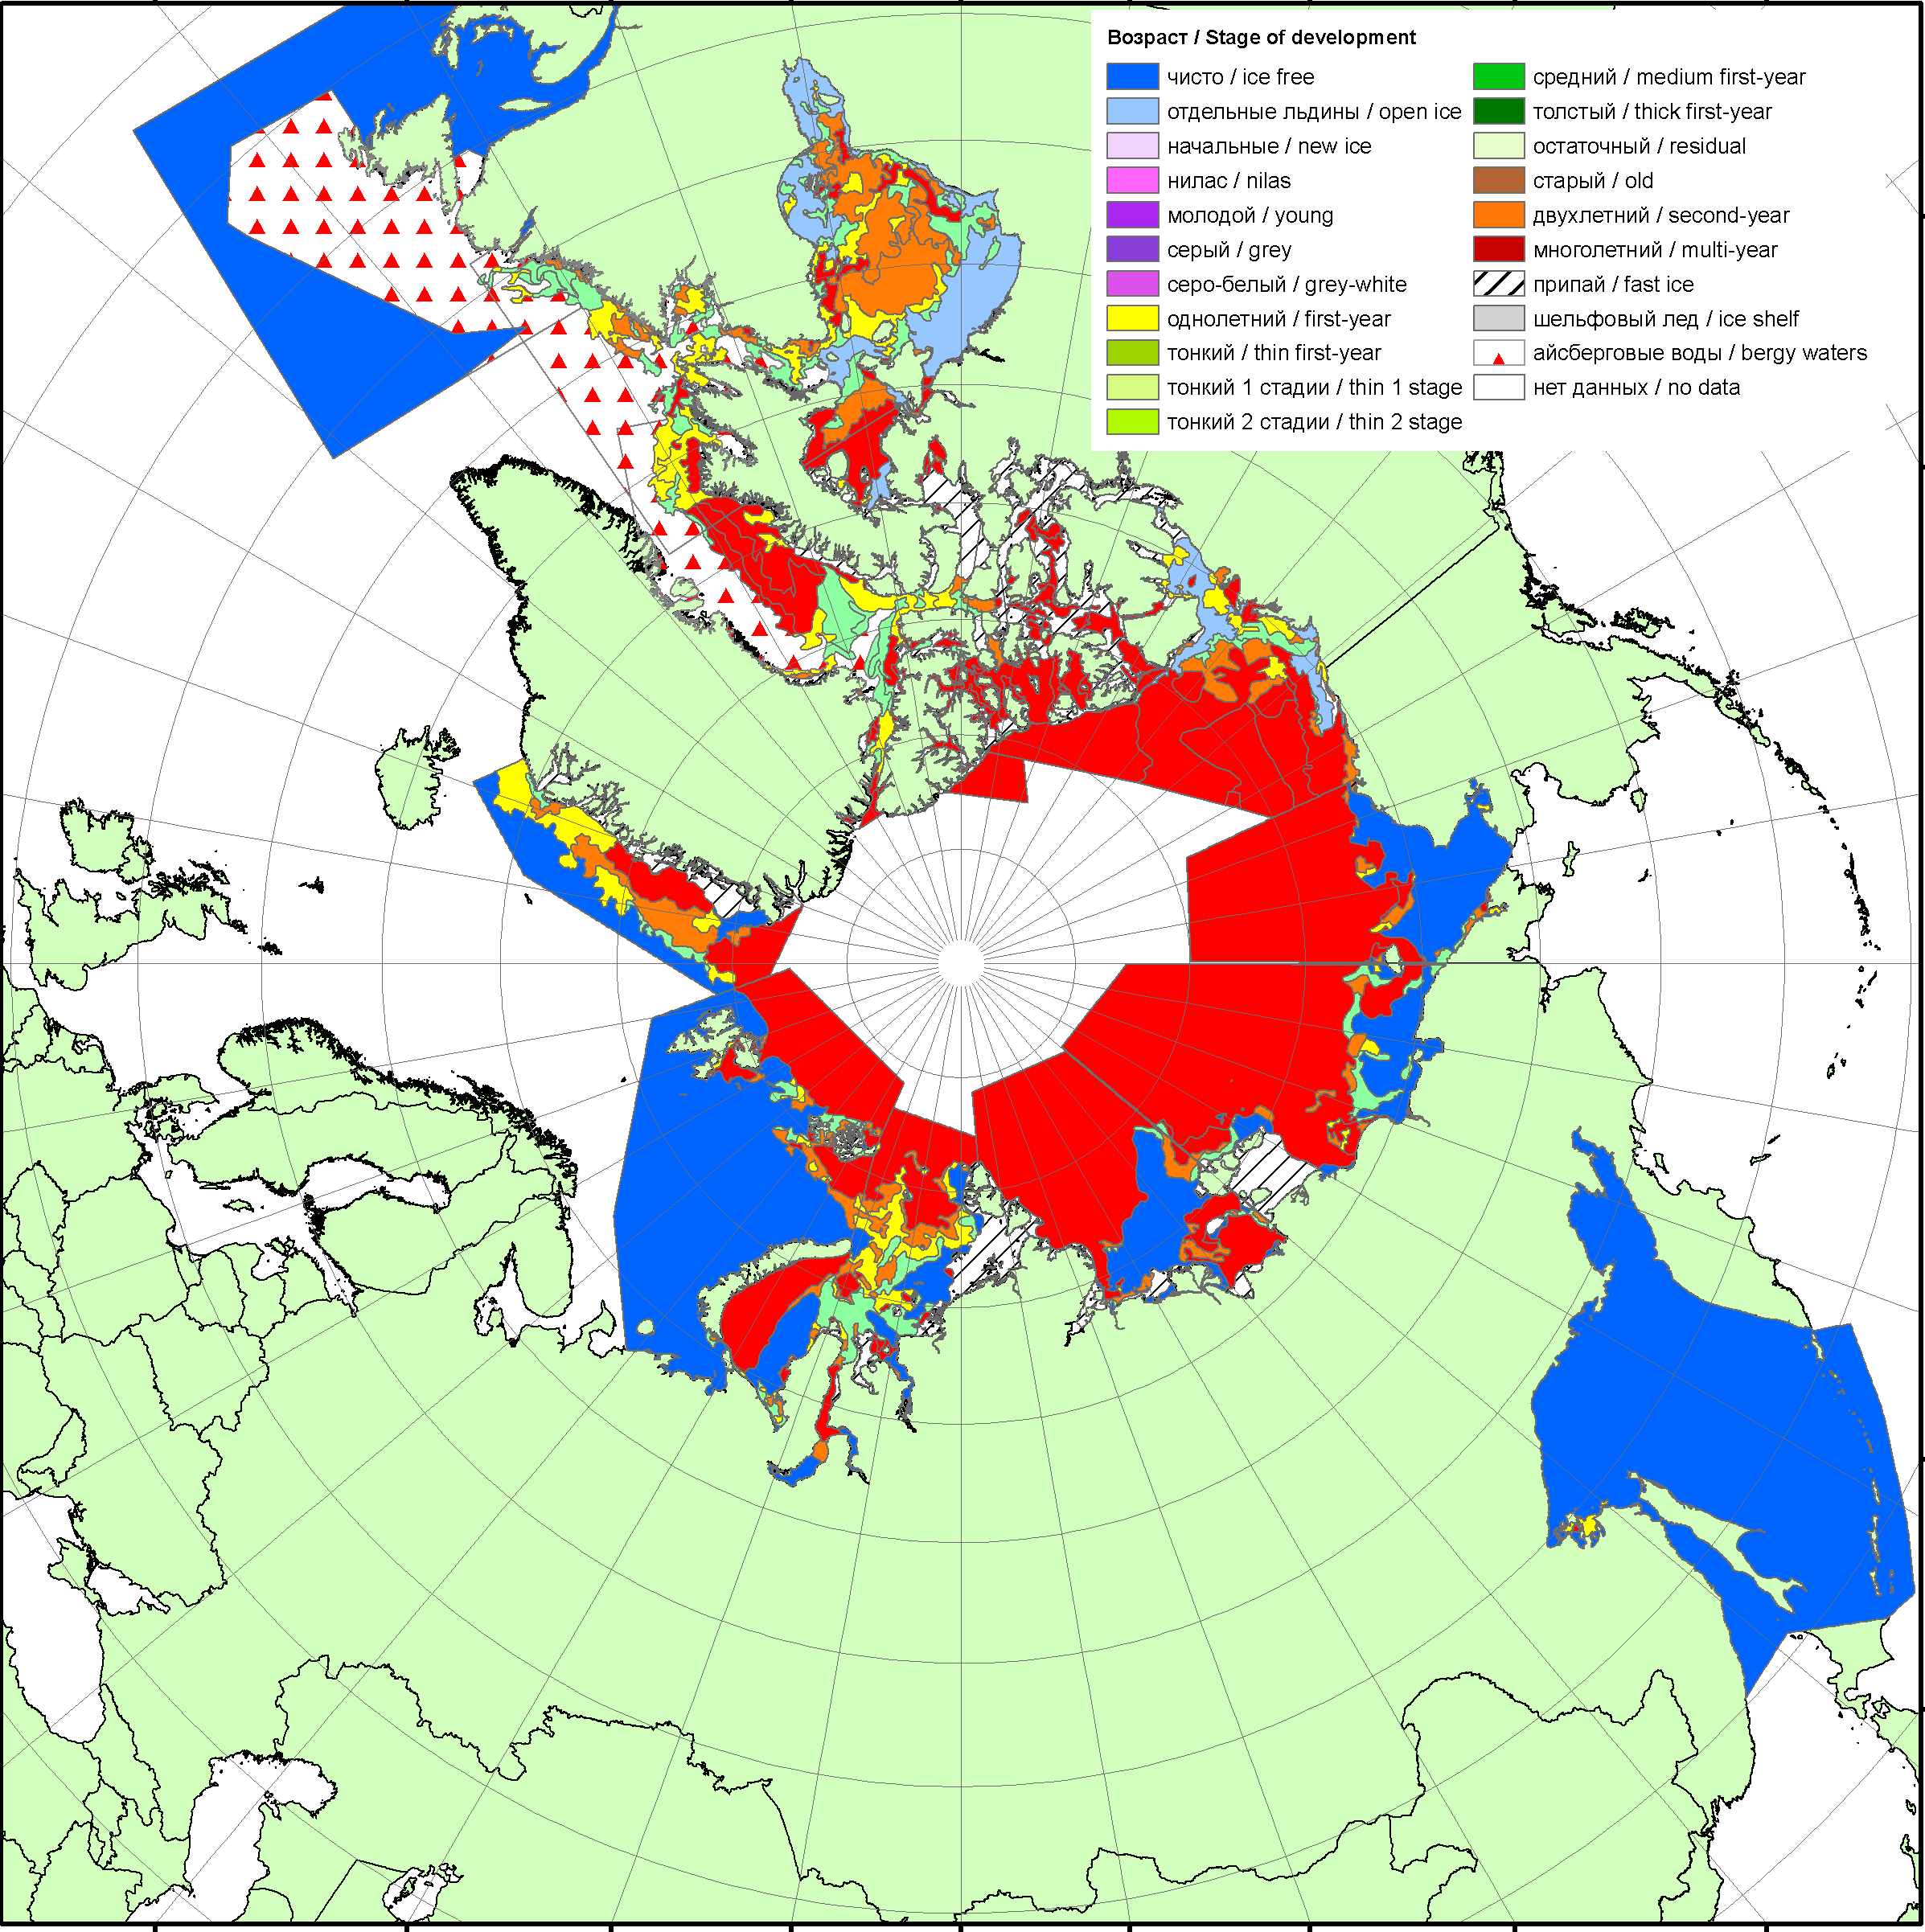 Возраст / Stage of development
чисто / ice free
отдельные льдины / open ice
начальные / new ice
нилас / nilas
молодой / young
серый / grey
серо-белый / grey-white
однолетний / first-year
тонкий / thin first-year
тонкий 1 стадии / thin 1 stage
тонкий 2 стадии / thin 2 stage
средний / medium first-year
толстый / thick first-year
остаточный / residual
старый / old
двухлетний / second-year
многолетний / multi-year
припай / fast ice
шельфовый лед / ice shelf
айсберговые воды / bergy waters
нет данных / no data